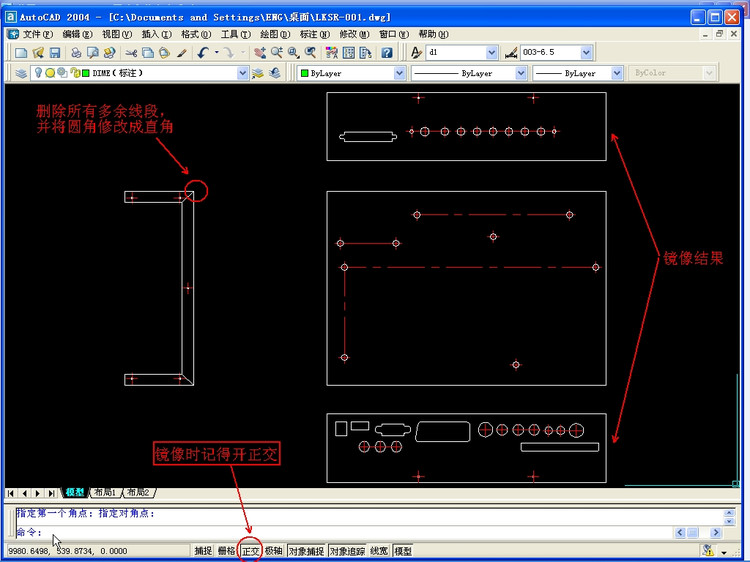 AutoCAD 2004 - [C:\Documents and Settings\ENG\桌面\LKSR-001.dwg]
文件(F) 编辑(E) 视图(V) 插入(I) 格式(O) 工具(T) 绘图(D) 标注(N) 修改(M) 窗口(W) 帮助(H)
d1 003-6.5
DIME(标注) ByLayer ByLayer ByLayer ByColor
删除所有多余线段，
并将圆角修改成直角
镜像结果
镜像时记得开正交
模型 布局1 布局2
指定第一个角点: 指定对角点:
命令:
9980.6498, 539.8734, 0.0000 捕捉 栅格 正交 极轴 对象捕捉 对象追踪 线宽 模型